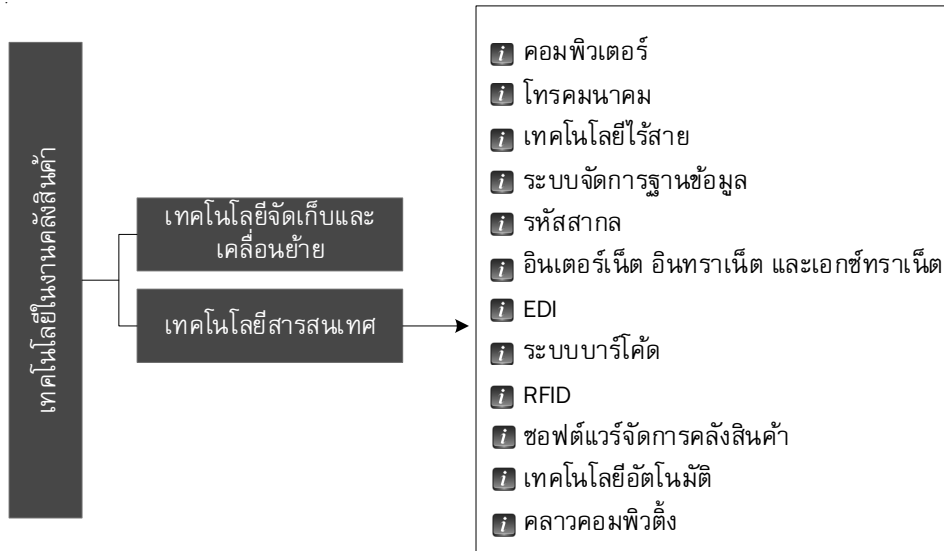 เทคโนโลยีในงานคลังสินค้า
เทคโนโลยีจัดเก็บและ
เคลื่อนย้าย
เทคโนโลยีสารสนเทศ
คอมพิวเตอร์
โทรคมนาคม
เทคโนโลยีไร้สาย
ระบบจัดการฐานข้อมูล
รหัสสากล
อินเตอร์เน็ต อินทราเน็ต และเอกซ์ทราเน็ต
EDI
ระบบบาร์โค้ด
RFID
ซอฟต์แวร์จัดการคลังสินค้า
เทคโนโลยีอัตโนมัติ
คลาวคอมพิวติ้ง